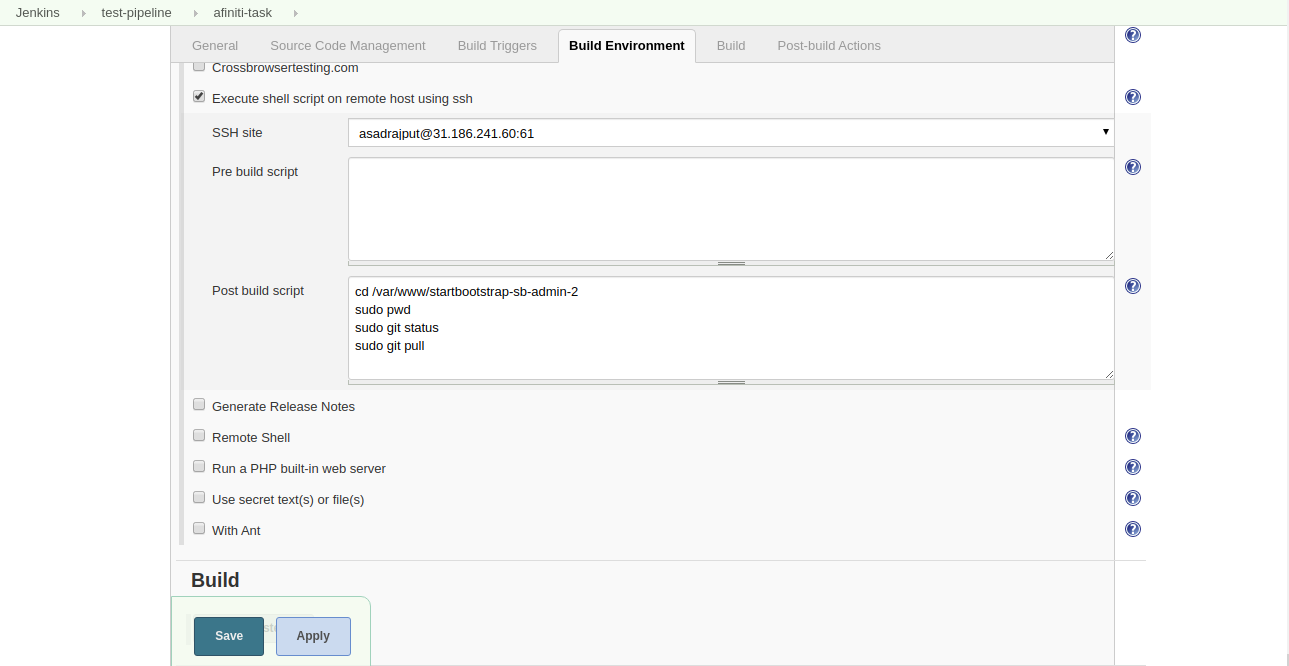 Jenkins test-pipeline afiniti-task
General Source Code Management Build Triggers Build Environment Build Post-build Actions
Crossbrowsertesting.com
Execute shell script on remote host using ssh
SSH site asadrajput@31.186.241.60:61
Pre build script
Post build script
cd /var/www/startbootstrap-sb-admin-2
sudo pwd
sudo git status
sudo git pull
Generate Release Notes
Remote Shell
Run a PHP built-in web server
Use secret text(s) or file(s)
With Ant
Build
Save Apply